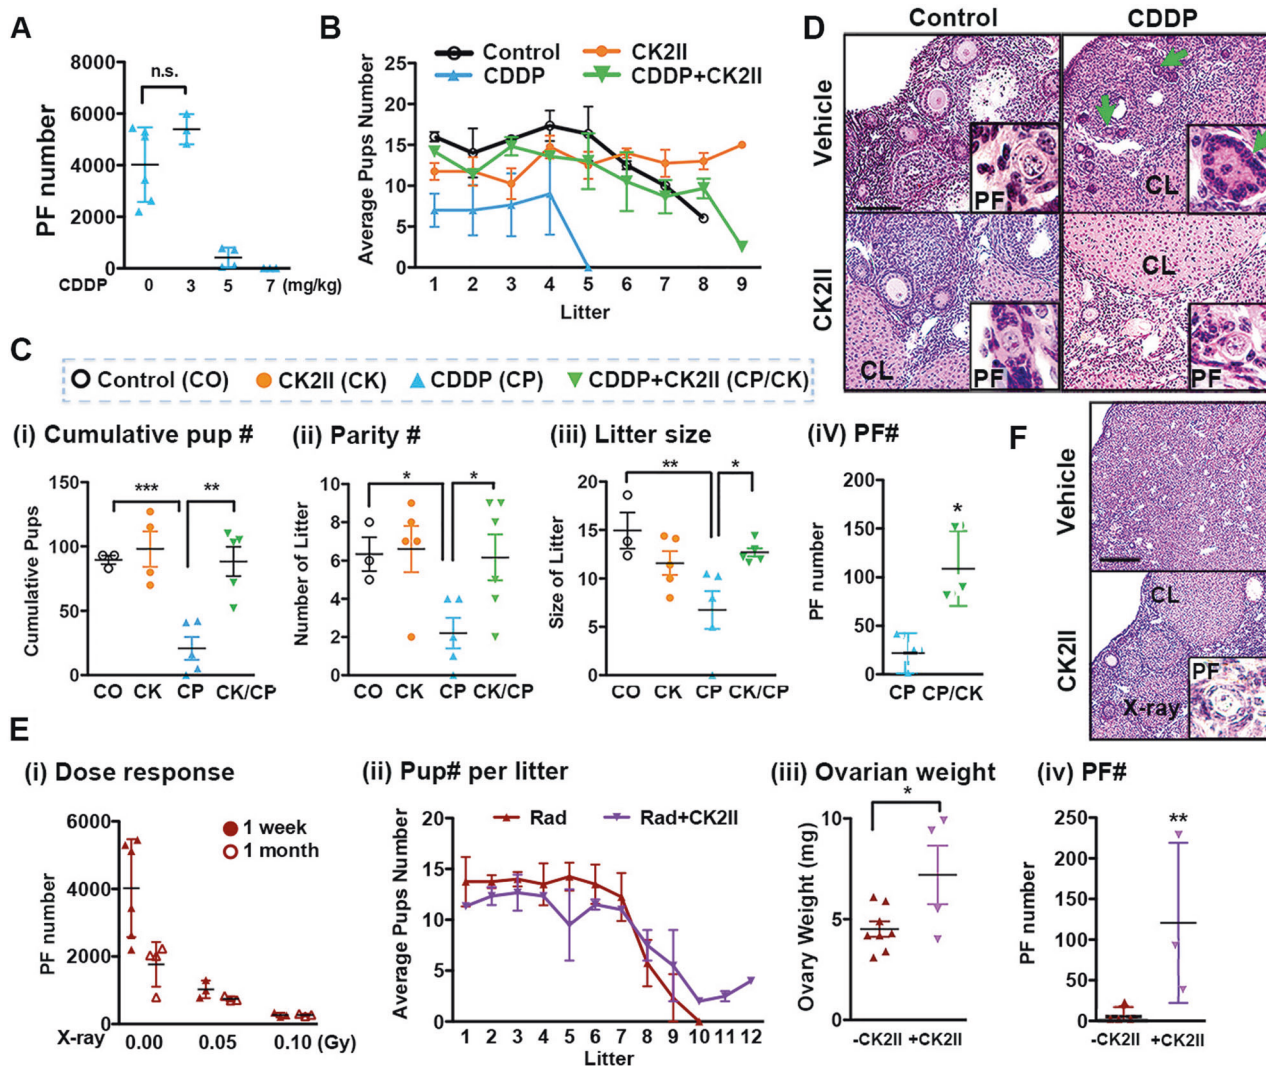 A
PF number
8000
6000
4000
2000
0
n.s.
CDDP
0 3 5 7 (mg/kg)
B
Control
CK2II
CDDP
CDDP+CK2II
Average Pups Number
25
20
15
10
5
0
1 2 3 4 5 6 7 8 9
Litter
D
Control CDDP
Vehicle
PF
CL
CK2II
CL
PF
CL
PF
C
Control (CO) CK2II (CK) CDDP (CP) CDDP+CK2II (CP/CK)
(i) Cumulative pup #
Cumulative Pups
150
100
50
0
*** **
CO CK CP CK/CP
(ii) Parity #
Number of Litter
10
8
6
4
2
0
* *
CO CK CP CK/CP
(iii) Litter size
Size of Litter
20
15
10
5
0
** *
CO CK CP CK/CP
(iV) PF#
PF number
200
150
100
50
0
*
CP CP/CK
F
Vehicle
CK2II
CL
PF
X-ray
E
(i) Dose response
PF number
6000
4000
2000
0
1 week
1 month
X-ray
0.00 0.05 0.10 (Gy)
(ii) Pup# per litter
Rad Rad+CK2II
Average Pups Number
20
15
10
5
0
1 2 3 4 5 6 7 8 9 10 11 12
Litter
(iii) Ovarian weight
Ovary Weight (mg)
10
5
0
*
-CK2II +CK2II
(iv) PF#
PF number
250
200
150
100
50
0
**
-CK2II +CK2II